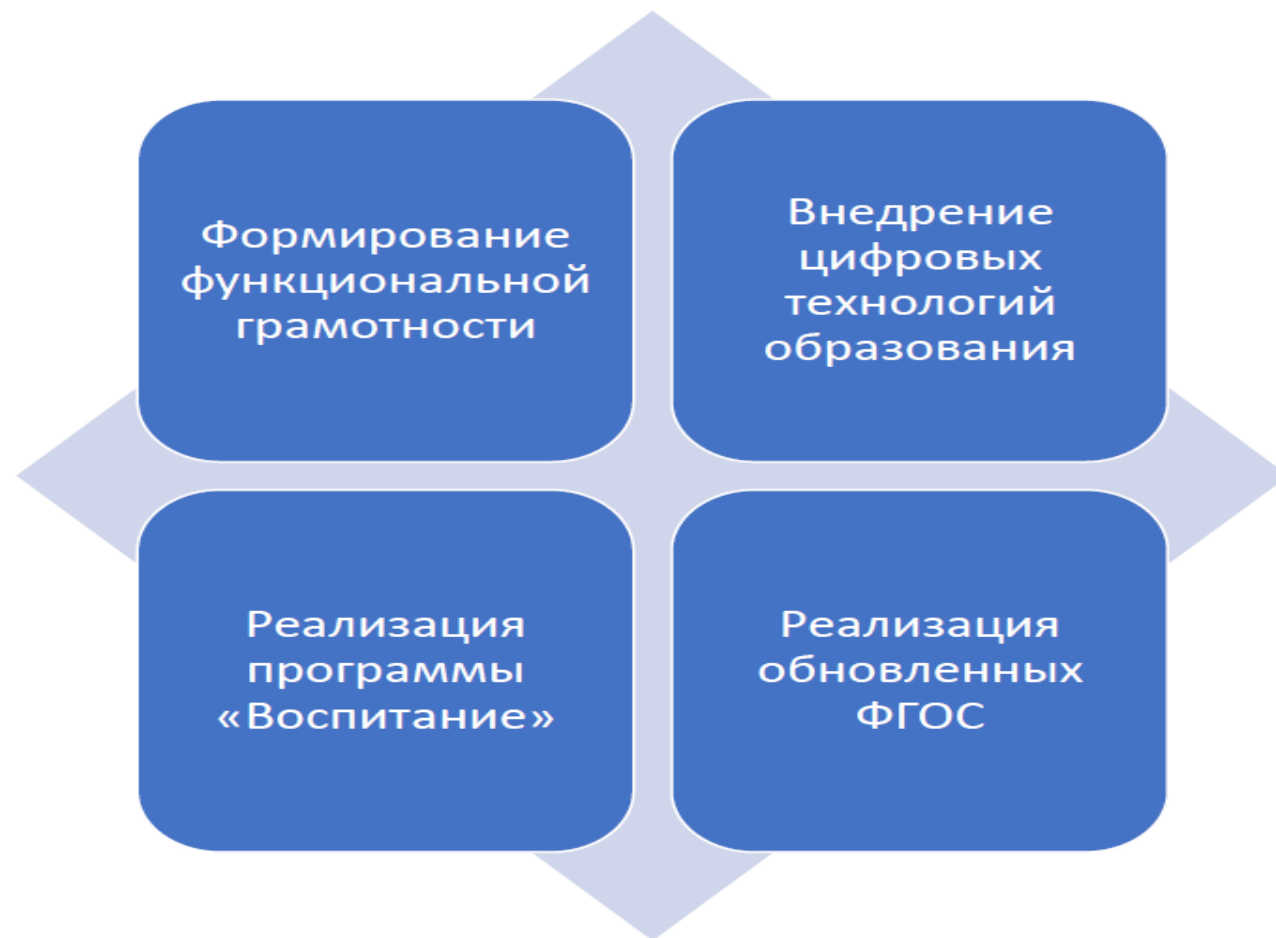 Формирование
функциональной
грамотности
Внедрение
цифровых
технологий
образования
Реализация
программы
«Воспитание»
Реализация
обновленных
ФГОС